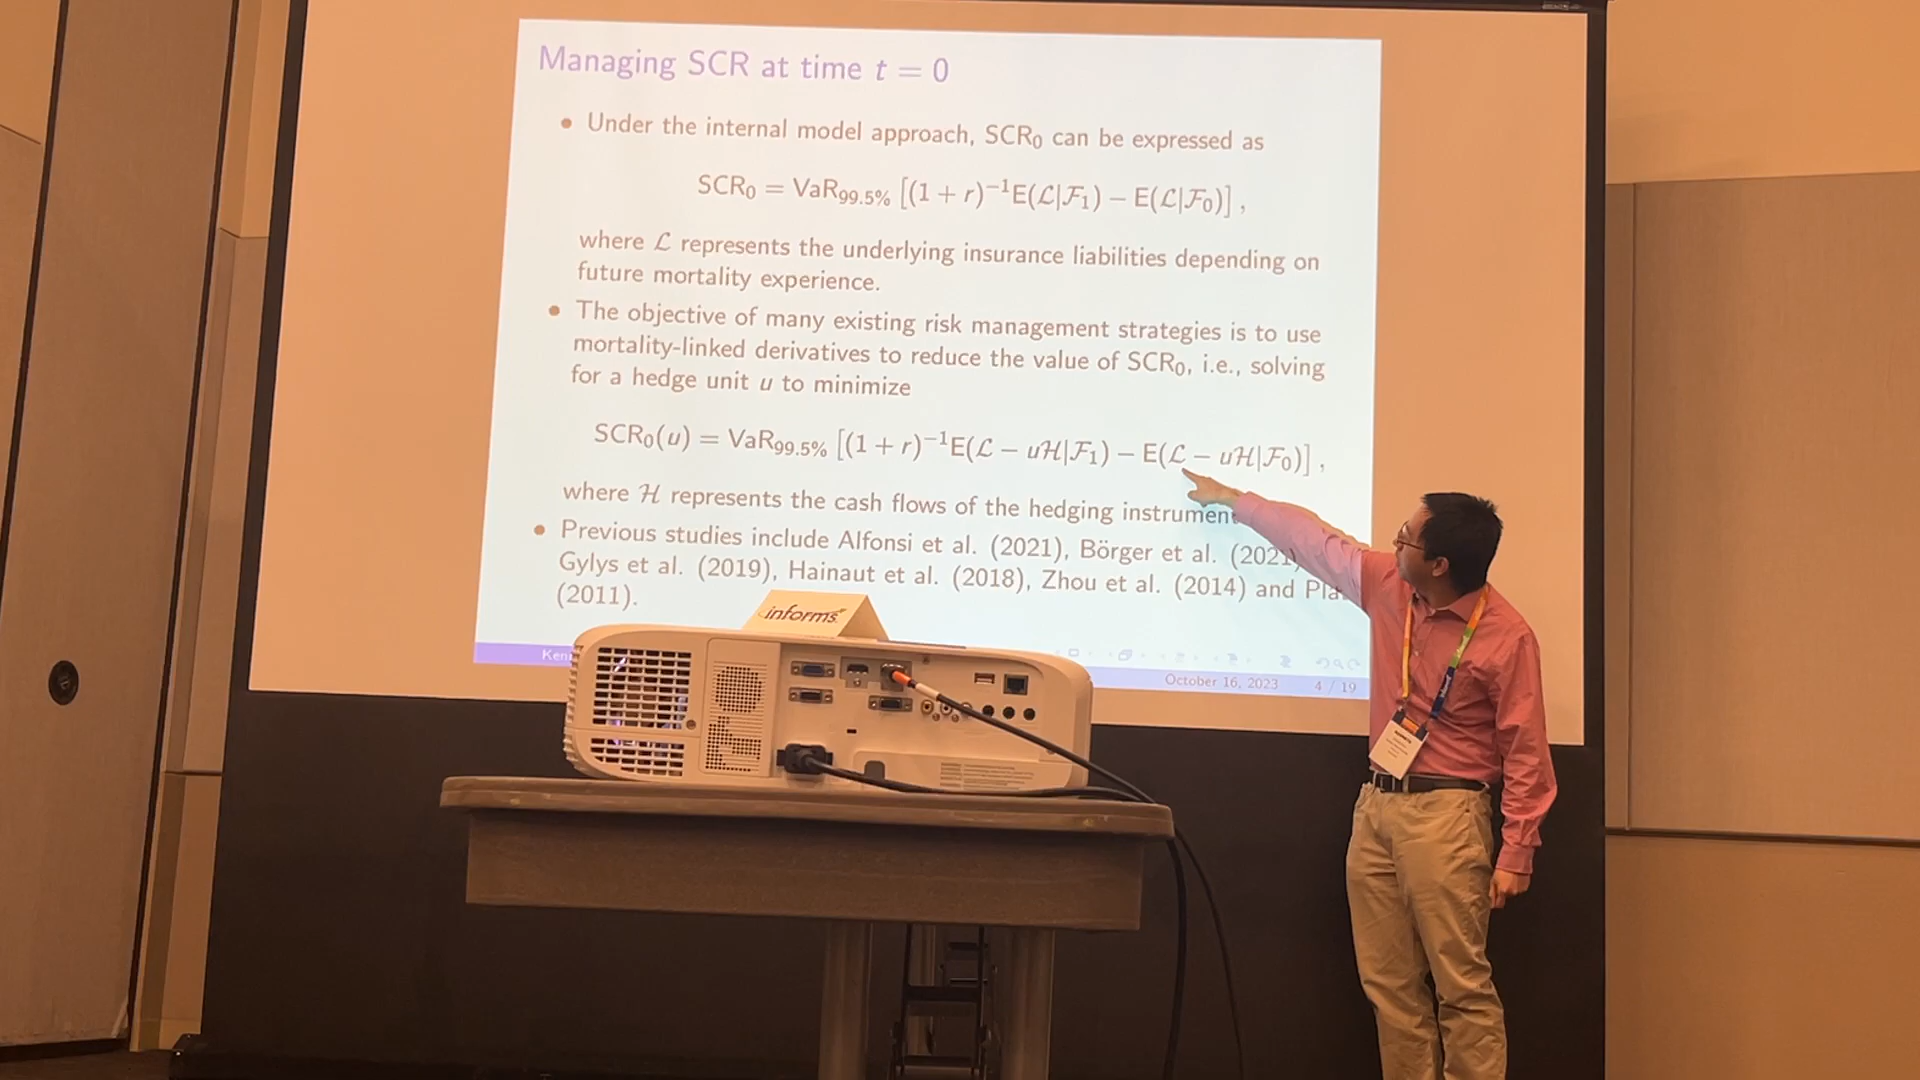 Managing SCR at time t = 0
• Under the internal model approach, SCR₀ can be expressed as
SCR₀ = VaR₉₉.₅% [(1 + r)⁻¹E(ℒ|ℱ₁) − E(ℒ|ℱ₀)] ,
where ℒ represents the underlying insurance liabilities depending on
future mortality experience.
• The objective of many existing risk management strategies is to use
mortality-linked derivatives to reduce the value of SCR₀, i.e., solving
for a hedge unit u to minimize
SCR₀(u) = VaR₉₉.₅% [(1 + r)⁻¹E(ℒ − uℋ|ℱ₁) − E(ℒ − uℋ|ℱ₀)] ,
where ℋ represents the cash flows of the hedging instrument
• Previous studies include Alfonsi et al. (2021), Börger et al. (2021)
Gylys et al. (2019), Hainaut et al. (2018), Zhou et al. (2014) and
(2011).
informs
October 16, 2023 4 / 19